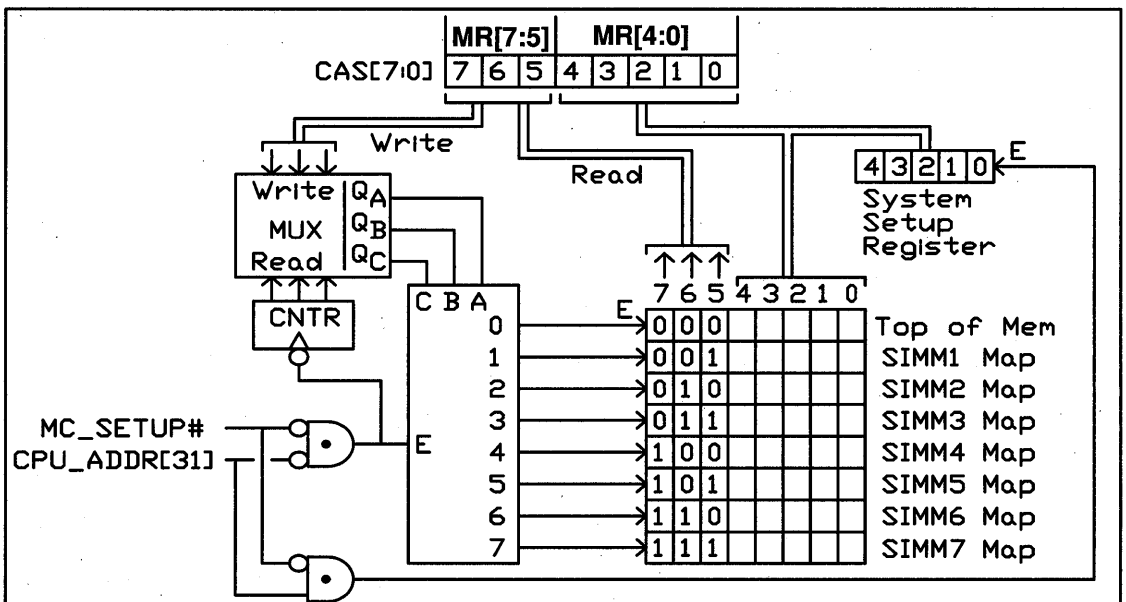 MR[7:5] MR[4:0]
CAS[7:0] 7 6 5 4 3 2 1 0
Write
Read
4 3 2 1 0 E
System
Setup
Register
Write QA
MUX QB
Read QC
CNTR
C B A
7 6 5 4 3 2 1 0
0 E 0 0 0 Top of Mem
1 0 0 1 SIMM1 Map
2 0 1 0 SIMM2 Map
3 0 1 1 SIMM3 Map
4 1 0 0 SIMM4 Map
5 1 0 1 SIMM5 Map
6 1 1 0 SIMM6 Map
7 1 1 1 SIMM7 Map
E
MC_SETUP#
CPU_ADDR[31]